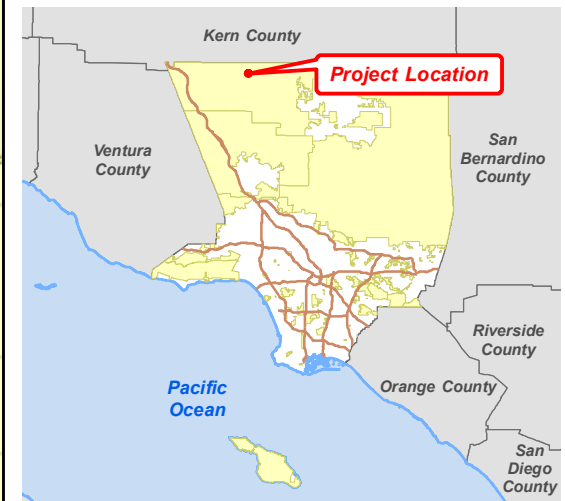 Kern County
Project Location
Ventura
County
San
Bernardino
County
Riverside
County
Orange County
Pacific
Ocean
San
Diego
County